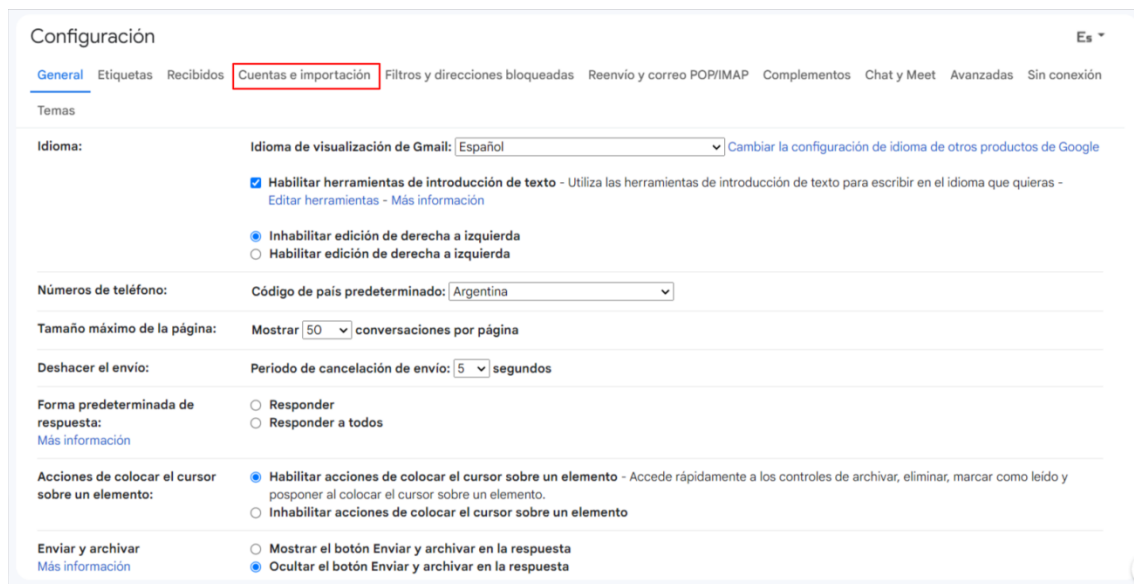 Configuración
Es
General Etiquetas Recibidos Cuentas e importación Filtros y direcciones bloqueadas Reenvío y correo POP/IMAP Complementos Chat y Meet Avanzadas Sin conexión
Temas
Idioma: Idioma de visualización de Gmail: Español Cambiar la configuración de idioma de otros productos de Google
Habilitar herramientas de introducción de texto - Utiliza las herramientas de introducción de texto para escribir en el idioma que quieras -
Editar herramientas - Más información
Inhabilitar edición de derecha a izquierda
Habilitar edición de derecha a izquierda
Números de teléfono: Código de país predeterminado: Argentina
Tamaño máximo de la página: Mostrar 50 conversaciones por página
Deshacer el envío: Periodo de cancelación de envío: 5 segundos
Forma predeterminada de
respuesta:
Más información
Responder
Responder a todos
Acciones de colocar el cursor
sobre un elemento:
Habilitar acciones de colocar el cursor sobre un elemento - Accede rápidamente a los controles de archivar, eliminar, marcar como leído y
posponer al colocar el cursor sobre un elemento.
Inhabilitar acciones de colocar el cursor sobre un elemento
Enviar y archivar
Más información
Mostrar el botón Enviar y archivar en la respuesta
Ocultar el botón Enviar y archivar en la respuesta